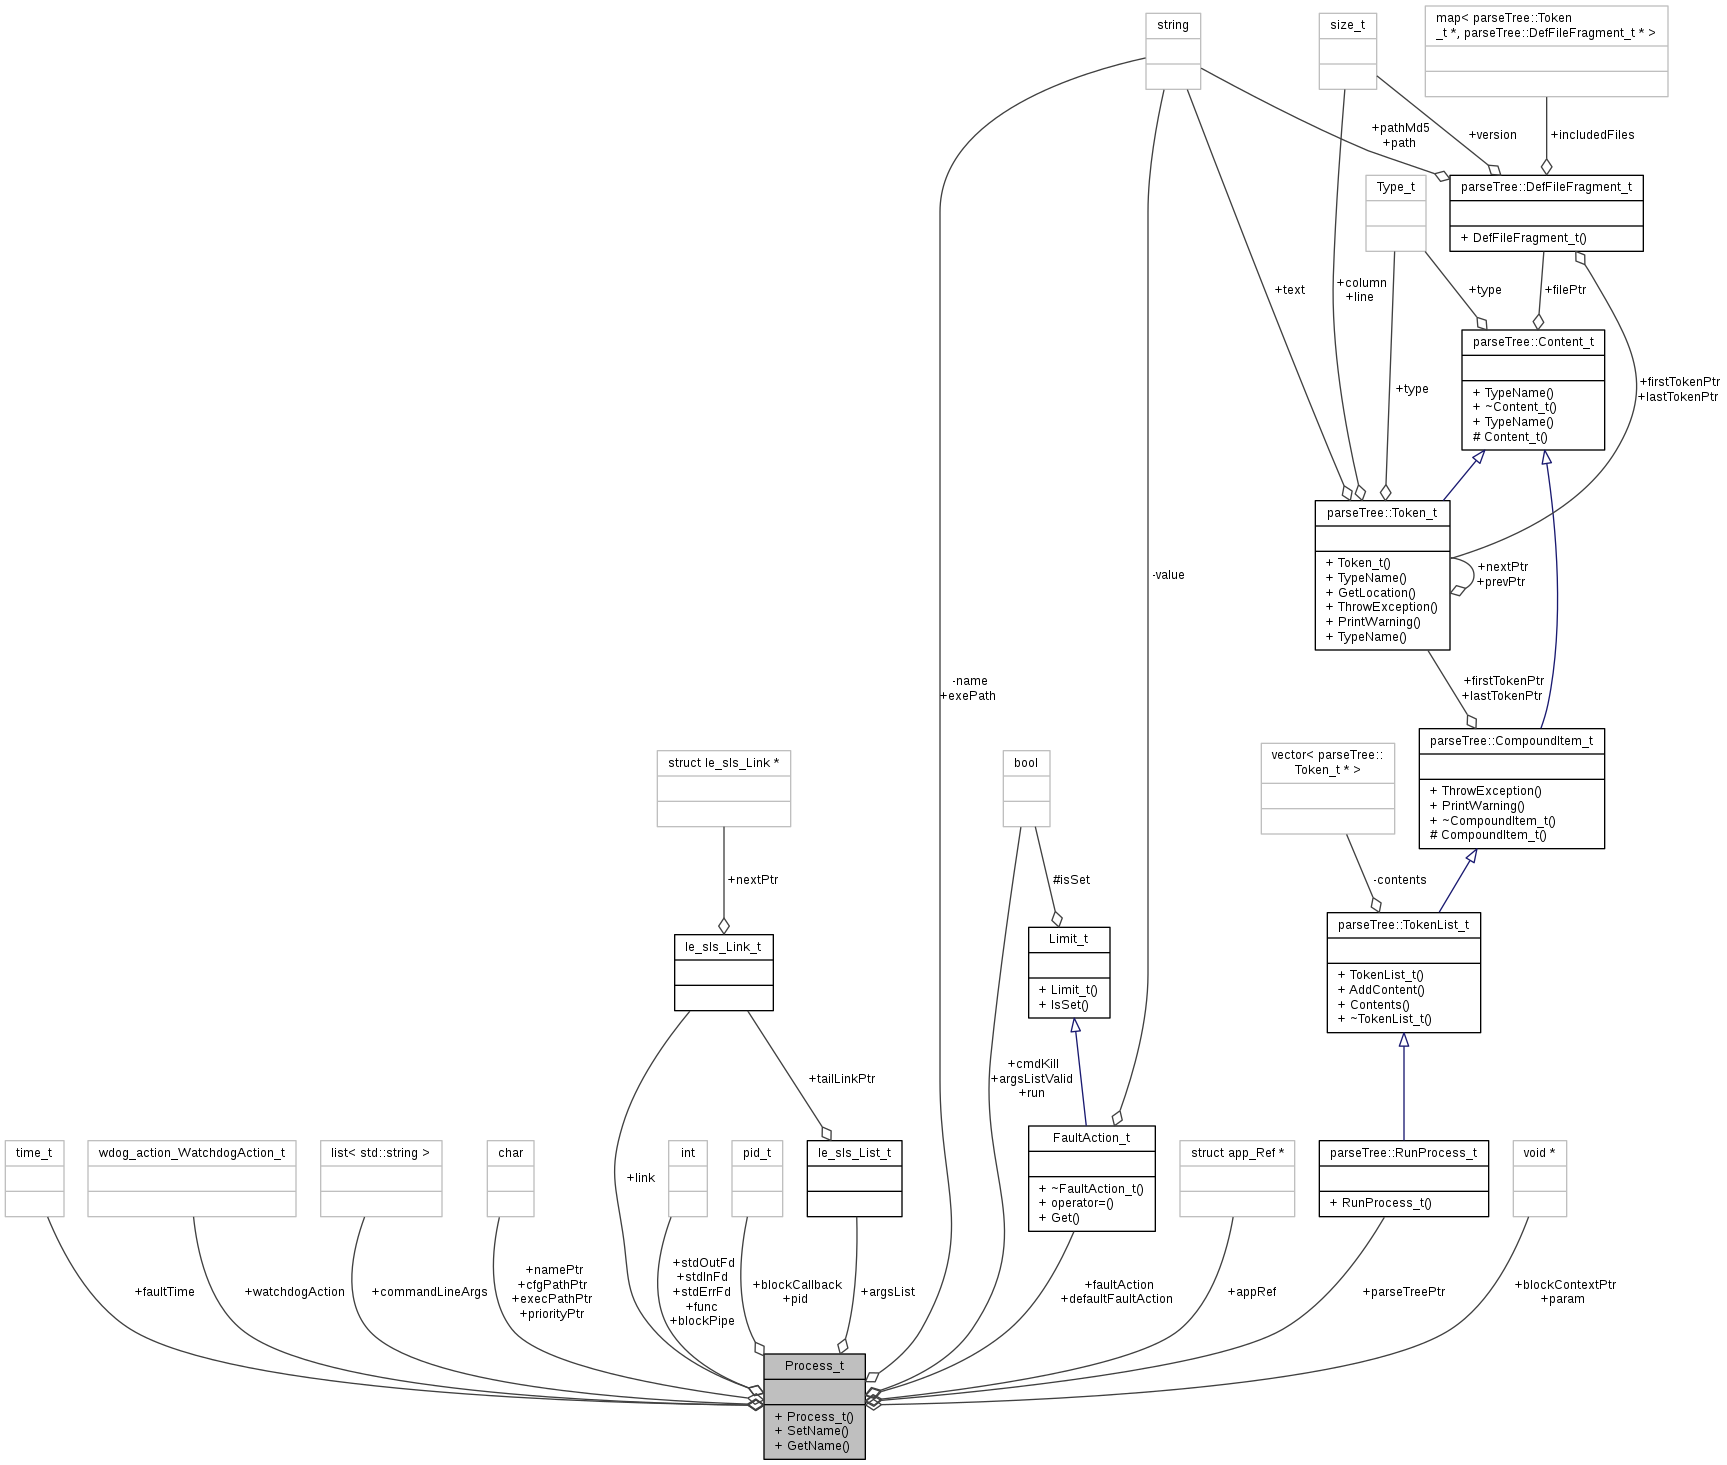 string
size_t
map< parseTree::Token
_t *, parseTree::DefFileFragment_t * >
+pathMd5
+path
+version
+includedFiles
Type_t
parseTree::DefFileFragment_t
+ DefFileFragment_t()
+text
+column
+line
+type
+filePtr
parseTree::Content_t
+ TypeName()
+ ~Content_t()
+ TypeName()
# Content_t()
+type
+firstTokenPtr
+lastTokenPtr
parseTree::Token_t
+ Token_t()
+ TypeName()
+ GetLocation()
+ ThrowException()
+ PrintWarning()
+ TypeName()
+nextPtr
+prevPtr
-value
-name
+exePath
+firstTokenPtr
+lastTokenPtr
struct le_sls_Link *
bool
vector< parseTree::
Token_t * >
parseTree::CompoundItem_t
+ ThrowException()
+ PrintWarning()
+ ~CompoundItem_t()
# CompoundItem_t()
+nextPtr
#isSet
-contents
le_sls_Link_t
Limit_t
+ Limit_t()
+ IsSet()
parseTree::TokenList_t
+ TokenList_t()
+ AddContent()
+ Contents()
+ ~TokenList_t()
+tailLinkPtr
+cmdKill
+argsListValid
+run
time_t
wdog_action_WatchdogAction_t
list< std::string >
char
+link
int
pid_t
le_sls_List_t
FaultAction_t
+ ~FaultAction_t()
+ operator=()
+ Get()
struct app_Ref *
parseTree::RunProcess_t
+ RunProcess_t()
void *
+faultTime
+watchdogAction
+commandLineArgs
+namePtr
+cfgPathPtr
+execPathPtr
+priorityPtr
+stdOutFd
+stdInFd
+stdErrFd
+func
+blockPipe
+blockCallback
+pid
+argsList
+faultAction
+defaultFaultAction
+appRef
+parseTreePtr
+blockContextPtr
+param
Process_t
+ Process_t()
+ SetName()
+ GetName()